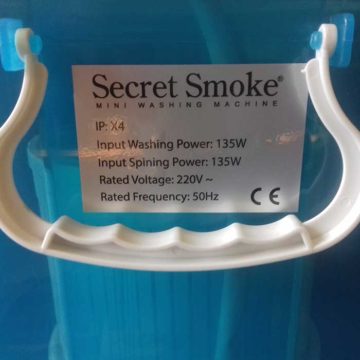 Secret Smoke®
MINI WASHING MACHINE
IP: X4
Input Washing Power: 135W
Input Spining Power: 135W
Rated Voltage: 220V~
Rated Frequency: 50Hz
CE